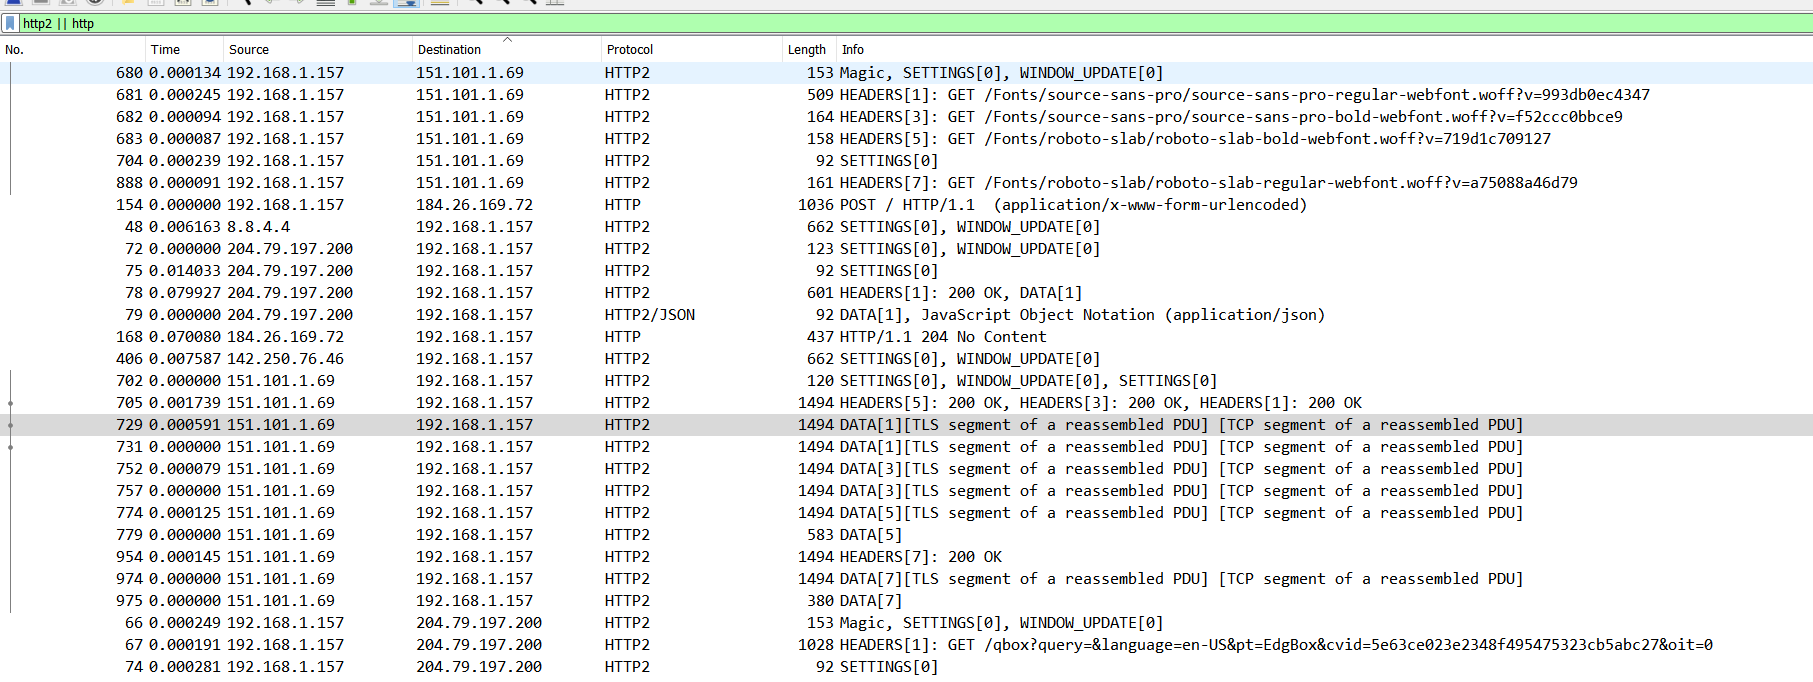 http2 || http
No. Time Source Destination Protocol Length Info
680 0.000134 192.168.1.157 151.101.1.69 HTTP2 153 Magic, SETTINGS[0], WINDOW_UPDATE[0]
681 0.000245 192.168.1.157 151.101.1.69 HTTP2 509 HEADERS[1]: GET /Fonts/source-sans-pro/source-sans-pro-regular-webfont.woff?v=993db0ec4347
682 0.000094 192.168.1.157 151.101.1.69 HTTP2 164 HEADERS[3]: GET /Fonts/source-sans-pro/source-sans-pro-bold-webfont.woff?v=f52ccc0bbce9
683 0.000087 192.168.1.157 151.101.1.69 HTTP2 158 HEADERS[5]: GET /Fonts/roboto-slab/roboto-slab-bold-webfont.woff?v=719d1c709127
704 0.000239 192.168.1.157 151.101.1.69 HTTP2 92 SETTINGS[0]
888 0.000091 192.168.1.157 151.101.1.69 HTTP2 161 HEADERS[7]: GET /Fonts/roboto-slab/roboto-slab-regular-webfont.woff?v=a75088a46d79
154 0.000000 192.168.1.157 184.26.169.72 HTTP 1036 POST / HTTP/1.1 (application/x-www-form-urlencoded)
48 0.006163 8.8.4.4 192.168.1.157 HTTP2 662 SETTINGS[0], WINDOW_UPDATE[0]
72 0.000000 204.79.197.200 192.168.1.157 HTTP2 123 SETTINGS[0], WINDOW_UPDATE[0]
75 0.014033 204.79.197.200 192.168.1.157 HTTP2 92 SETTINGS[0]
78 0.079927 204.79.197.200 192.168.1.157 HTTP2 601 HEADERS[1]: 200 OK, DATA[1]
79 0.000000 204.79.197.200 192.168.1.157 HTTP2/JSON 92 DATA[1], JavaScript Object Notation (application/json)
168 0.070080 184.26.169.72 192.168.1.157 HTTP 437 HTTP/1.1 204 No Content
406 0.007587 142.250.76.46 192.168.1.157 HTTP2 662 SETTINGS[0], WINDOW_UPDATE[0]
702 0.000000 151.101.1.69 192.168.1.157 HTTP2 120 SETTINGS[0], WINDOW_UPDATE[0], SETTINGS[0]
705 0.001739 151.101.1.69 192.168.1.157 HTTP2 1494 HEADERS[5]: 200 OK, HEADERS[3]: 200 OK, HEADERS[1]: 200 OK
729 0.000591 151.101.1.69 192.168.1.157 HTTP2 1494 DATA[1][TLS segment of a reassembled PDU] [TCP segment of a reassembled PDU]
731 0.000000 151.101.1.69 192.168.1.157 HTTP2 1494 DATA[1][TLS segment of a reassembled PDU] [TCP segment of a reassembled PDU]
752 0.000079 151.101.1.69 192.168.1.157 HTTP2 1494 DATA[3][TLS segment of a reassembled PDU] [TCP segment of a reassembled PDU]
757 0.000000 151.101.1.69 192.168.1.157 HTTP2 1494 DATA[3][TLS segment of a reassembled PDU] [TCP segment of a reassembled PDU]
774 0.000125 151.101.1.69 192.168.1.157 HTTP2 1494 DATA[5][TLS segment of a reassembled PDU] [TCP segment of a reassembled PDU]
779 0.000000 151.101.1.69 192.168.1.157 HTTP2 583 DATA[5]
954 0.000145 151.101.1.69 192.168.1.157 HTTP2 1494 HEADERS[7]: 200 OK
974 0.000000 151.101.1.69 192.168.1.157 HTTP2 1494 DATA[7][TLS segment of a reassembled PDU] [TCP segment of a reassembled PDU]
975 0.000000 151.101.1.69 192.168.1.157 HTTP2 380 DATA[7]
66 0.000249 192.168.1.157 204.79.197.200 HTTP2 153 Magic, SETTINGS[0], WINDOW_UPDATE[0]
67 0.000191 192.168.1.157 204.79.197.200 HTTP2 1028 HEADERS[1]: GET /qbox?query=&language=en-US&pt=EdgBox&cvid=5e63ce023e2348f495475323cb5abc27&oit=0
74 0.000281 192.168.1.157 204.79.197.200 HTTP2 92 SETTINGS[0]